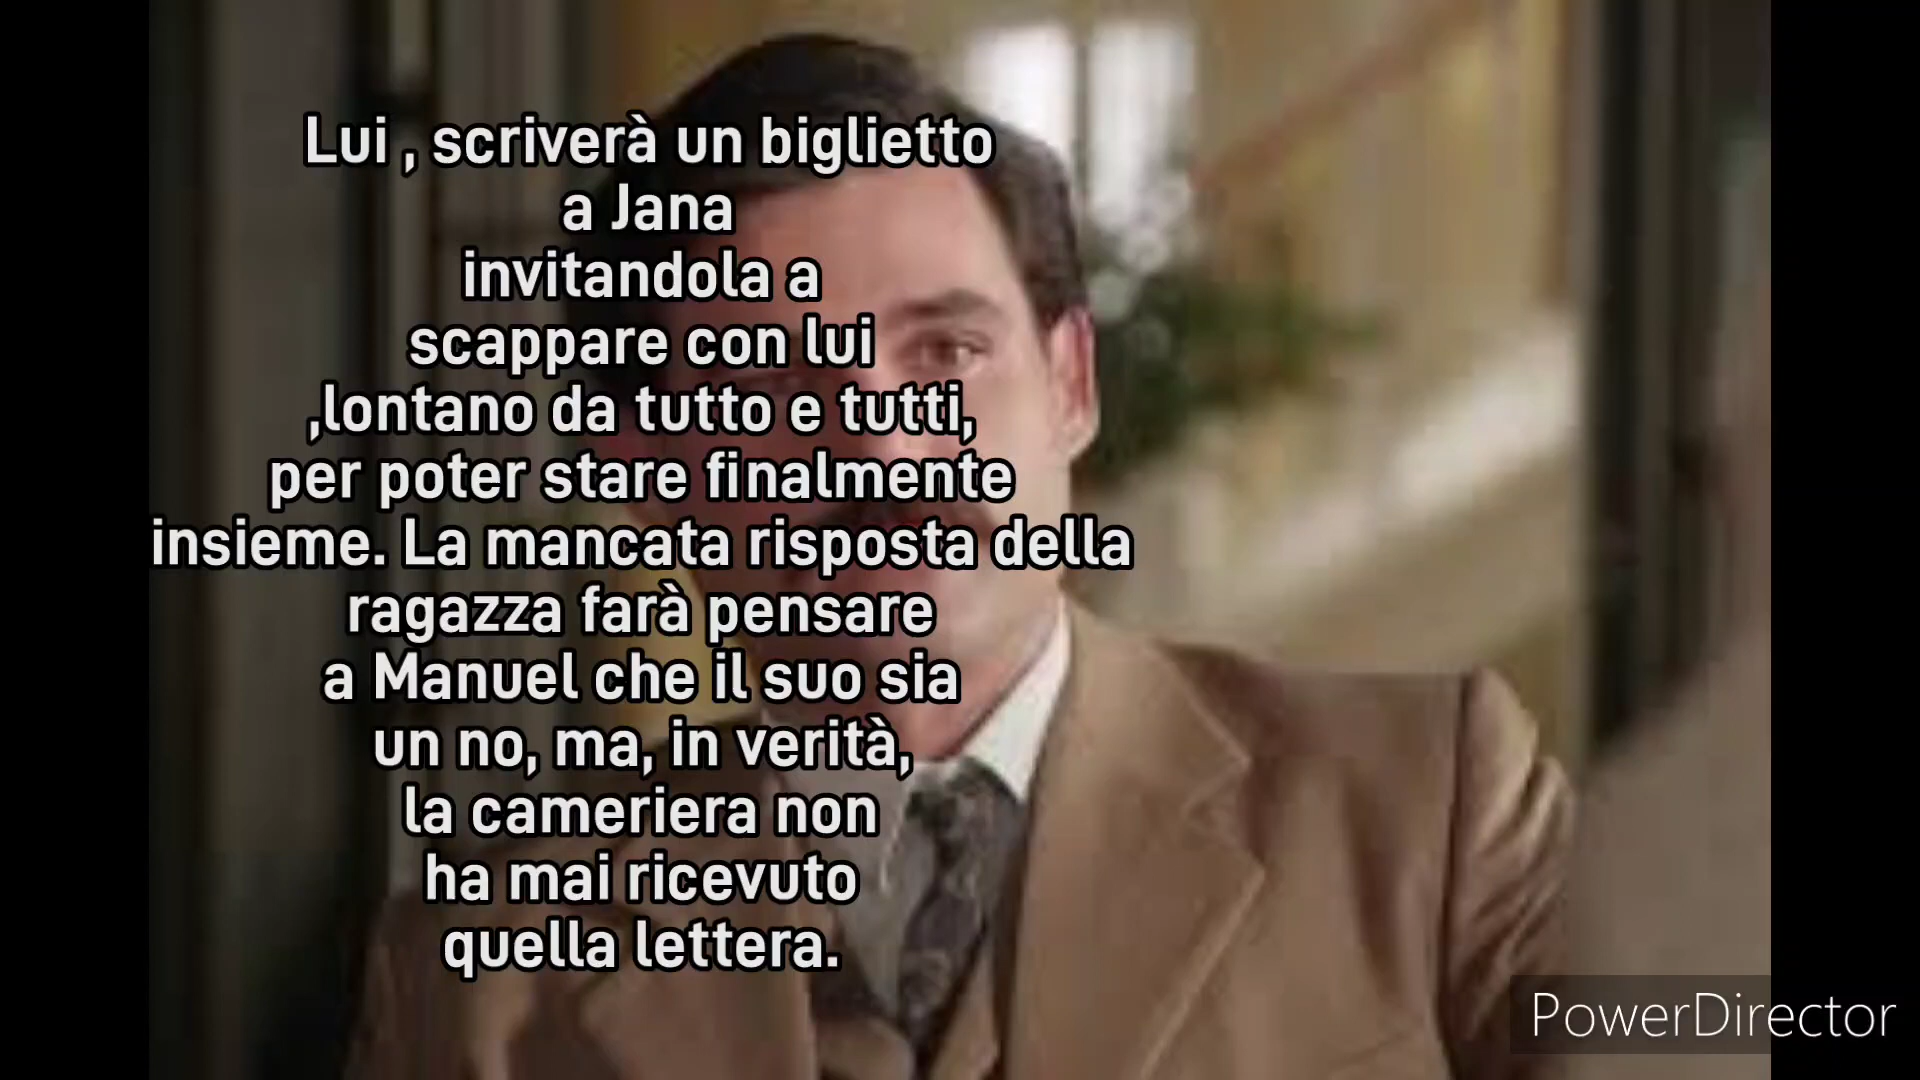 Lui , scriverà un biglietto
a Jana
invitandola a
scappare con lui
,lontano da tutto e tutti,
per poter stare finalmente
insieme. La mancata risposta della
ragazza farà pensare
a Manuel che il suo sia
un no, ma, in verità,
la cameriera non
ha mai ricevuto
quella lettera.
PowerDirector